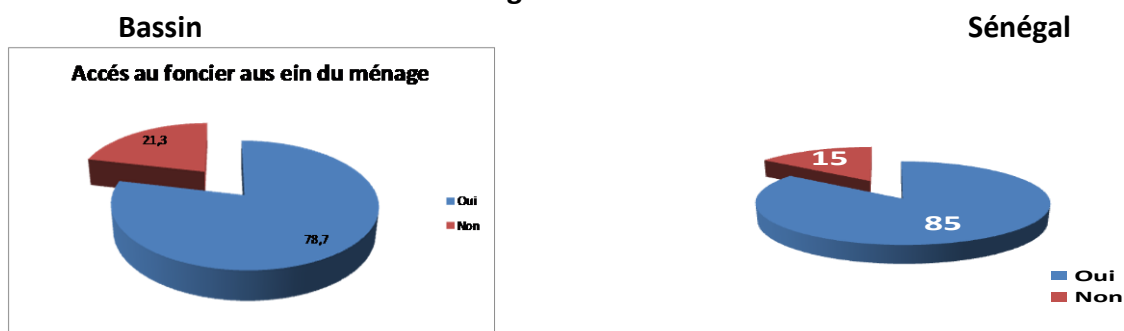 g
Bassin
Sénégal
Accés au foncier aus ein du ménage
21,3
78,7
Oui
Non
15
85
Oui
Non